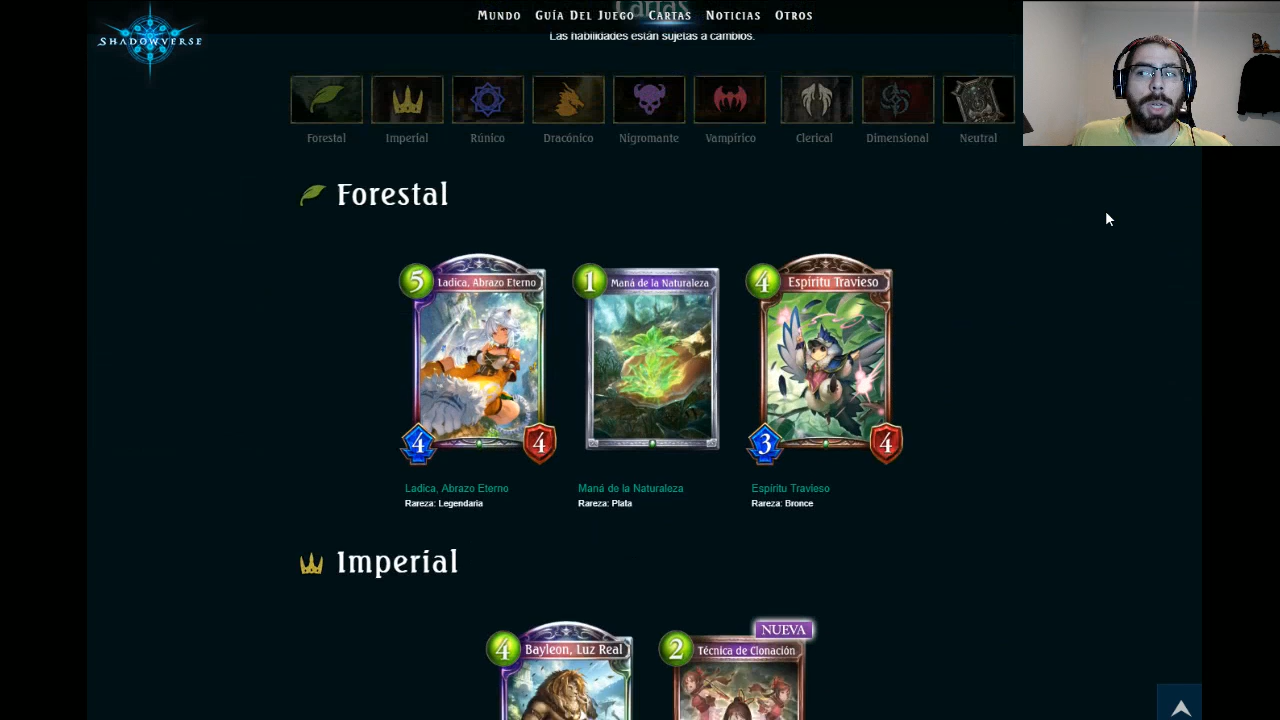 SHADOWVERSE
Mundo Guía Del Juego Cartas Noticias Otros
Cartas
Las habilidades están sujetas a cambios.
Forestal Imperial Rúnico Dracónico Nigromante Vampírico Clerical Dimensional Neutral
Forestal
5 Ladica, Abrazo Eterno 4 4
1 Maná de la Naturaleza
4 Espíritu Travieso 3 4
Ladica, Abrazo Eterno
Rareza: Legendaria
Maná de la Naturaleza
Rareza: Plata
Espíritu Travieso
Rareza: Bronce
Imperial
4 Bayleon, Luz Real
NUEVA
2 Técnica de Clonación